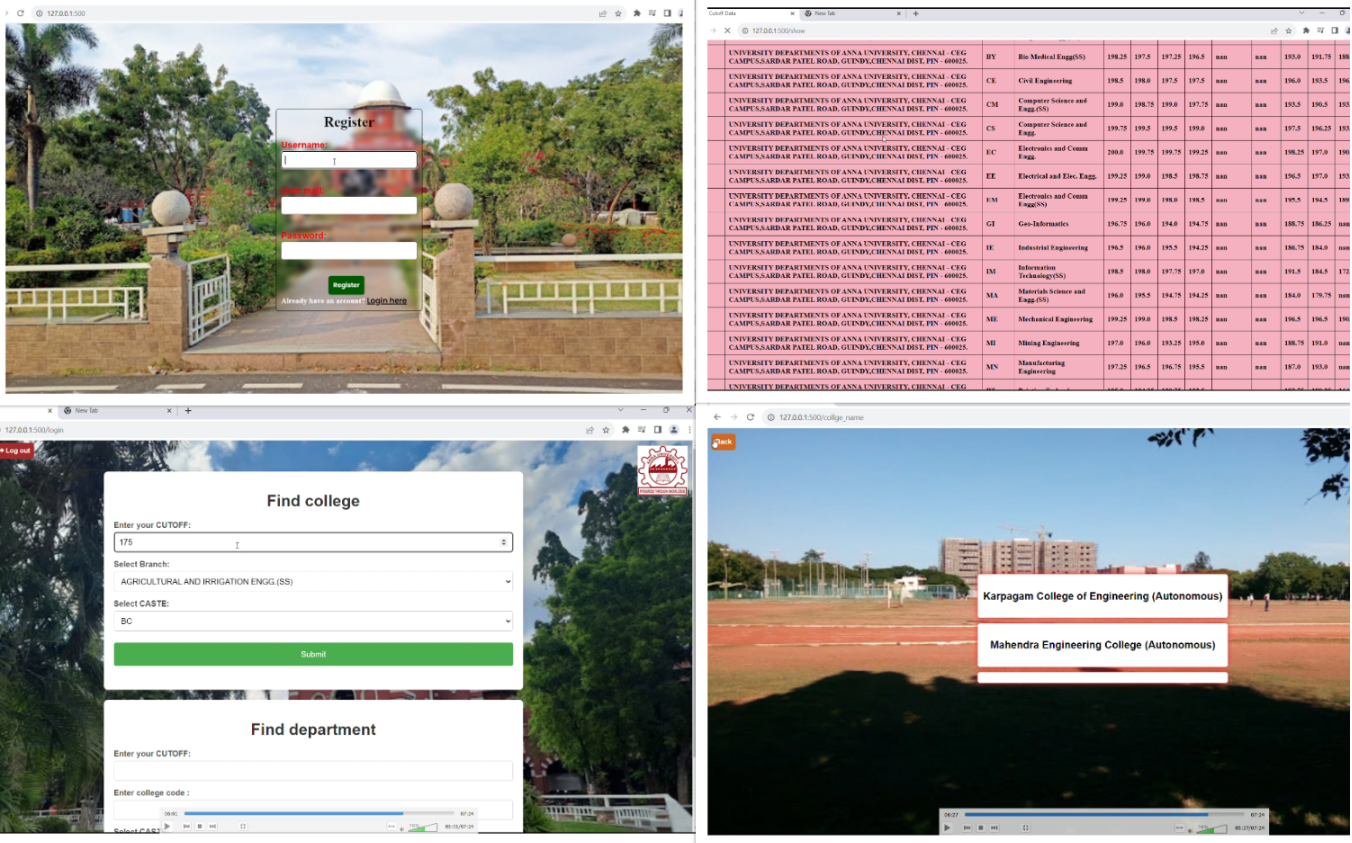 127.0.0.1:500
Register
Username:
Password:
Register
Already have an account? Login here
Cutoff Data
New Tab
127.0.0.1:500/show
UNIVERSITY DEPARTMENTS OF ANNA UNIVERSITY, CHENNAI - CEG CAMPUS,SARDAR PATEL ROAD, GUINDY,CHENNAI DIST. PIN - 600025. BY Bio Medical Engg(SS) 198.25 197.5 197.25 196.5 nan nan 193.0 191.75 188
UNIVERSITY DEPARTMENTS OF ANNA UNIVERSITY, CHENNAI - CEG CAMPUS,SARDAR PATEL ROAD, GUINDY,CHENNAI DIST. PIN - 600025. CE Civil Engineering 198.5 198.0 197.5 197.5 nan nan 196.0 193.5 196.
UNIVERSITY DEPARTMENTS OF ANNA UNIVERSITY, CHENNAI - CEG CAMPUS,SARDAR PATEL ROAD, GUINDY,CHENNAI DIST. PIN - 600025. CM Computer Science and Engg.(SS) 199.0 198.75 199.0 197.75 nan nan 193.5 190.5 193.
UNIVERSITY DEPARTMENTS OF ANNA UNIVERSITY, CHENNAI - CEG CAMPUS,SARDAR PATEL ROAD, GUINDY,CHENNAI DIST. PIN - 600025. CS Computer Science and Engg. 199.75 199.5 199.5 199.0 nan nan 197.5 196.25 193.
UNIVERSITY DEPARTMENTS OF ANNA UNIVERSITY, CHENNAI - CEG CAMPUS,SARDAR PATEL ROAD, GUINDY,CHENNAI DIST. PIN - 600025. EC Electronics and Comm Engg. 200.0 199.75 199.75 199.25 nan nan 198.25 197.0 190.
UNIVERSITY DEPARTMENTS OF ANNA UNIVERSITY, CHENNAI - CEG CAMPUS,SARDAR PATEL ROAD, GUINDY,CHENNAI DIST. PIN - 600025. EE Electrical and Elec. Engg. 199.25 199.0 198.5 198.75 nan nan 196.5 197.0 193.
UNIVERSITY DEPARTMENTS OF ANNA UNIVERSITY, CHENNAI - CEG CAMPUS,SARDAR PATEL ROAD, GUINDY,CHENNAI DIST. PIN - 600025. EM Electronics and Comm Engg(SS) 199.25 199.0 198.0 198.5 nan nan 195.5 194.5 189
UNIVERSITY DEPARTMENTS OF ANNA UNIVERSITY, CHENNAI - CEG CAMPUS,SARDAR PATEL ROAD, GUINDY,CHENNAI DIST. PIN - 600025. GI Geo-Informatics 196.75 196.0 194.0 194.75 nan nan 188.75 186.25 nan
UNIVERSITY DEPARTMENTS OF ANNA UNIVERSITY, CHENNAI - CEG CAMPUS,SARDAR PATEL ROAD, GUINDY,CHENNAI DIST. PIN - 600025. IE Industrial Engineering 196.5 196.0 195.5 194.25 nan nan 186.75 184.0 nan
UNIVERSITY DEPARTMENTS OF ANNA UNIVERSITY, CHENNAI - CEG CAMPUS,SARDAR PATEL ROAD, GUINDY,CHENNAI DIST. PIN - 600025. IM Information Technology(SS) 198.5 198.0 197.75 197.0 nan nan 191.5 184.5 172.
UNIVERSITY DEPARTMENTS OF ANNA UNIVERSITY, CHENNAI - CEG CAMPUS,SARDAR PATEL ROAD, GUINDY,CHENNAI DIST. PIN - 600025. MA Materials Science and Engg.(SS) 196.0 195.5 194.75 194.25 nan nan 184.0 179.75 nan
UNIVERSITY DEPARTMENTS OF ANNA UNIVERSITY, CHENNAI - CEG CAMPUS,SARDAR PATEL ROAD, GUINDY,CHENNAI DIST. PIN - 600025. ME Mechanical Engineering 199.25 199.0 198.5 198.25 nan nan 196.5 196.5 190.
UNIVERSITY DEPARTMENTS OF ANNA UNIVERSITY, CHENNAI - CEG CAMPUS,SARDAR PATEL ROAD, GUINDY,CHENNAI DIST. PIN - 600025. MI Mining Engineering 197.0 196.0 193.25 195.0 nan nan 188.75 191.0 nan
UNIVERSITY DEPARTMENTS OF ANNA UNIVERSITY, CHENNAI - CEG CAMPUS,SARDAR PATEL ROAD, GUINDY,CHENNAI DIST. PIN - 600025. MN Manufacturing Engineering 197.25 196.5 196.75 195.5 nan nan 187.0 193.0 nan
UNIVERSITY DEPARTMENTS OF ANNA UNIVERSITY, CHENNAI - CEG
New Tab
127.0.0.1:500/login
Log out
Find college
Enter your CUTOFF:
175
Select Branch:
AGRICULTURAL AND IRRIGATION ENGG.(SS)
Select CASTE:
BC
Submit
Find department
Enter your CUTOFF:
Enter college code :
07:24
127.0.0.1:500/collge_name
Back
Karpagam College of Engineering (Autonomous)
Mahendra Engineering College (Autonomous)
06:27
07:24